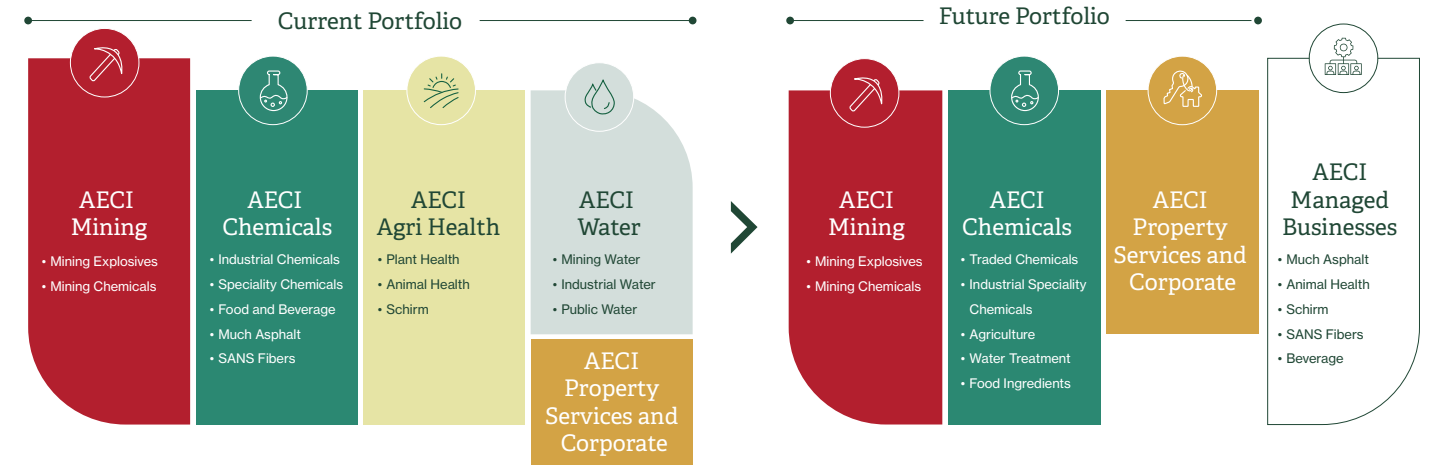 Current Portfolio
AECI
Mining
• Mining Explosives
• Mining Chemicals
AECI
Chemicals
• Industrial Chemicals
• Speciality Chemicals
• Food and Beverage
• Much Asphalt
• SANS Fibers
AECI
Agri Health
• Plant Health
• Animal Health
• Schirm
AECI
Water
• Mining Water
• Industrial Water
• Public Water
AECI
Property
Services and
Corporate
Future Portfolio
AECI
Mining
• Mining Explosives
• Mining Chemicals
AECI
Chemicals
• Traded Chemicals
• Industrial Speciality
Chemicals
• Agriculture
• Water Treatment
• Food Ingredients
AECI
Property
Services and
Corporate
AECI
Managed
Businesses
• Much Asphalt
• Animal Health
• Schirm
• SANS Fibers
• Beverage